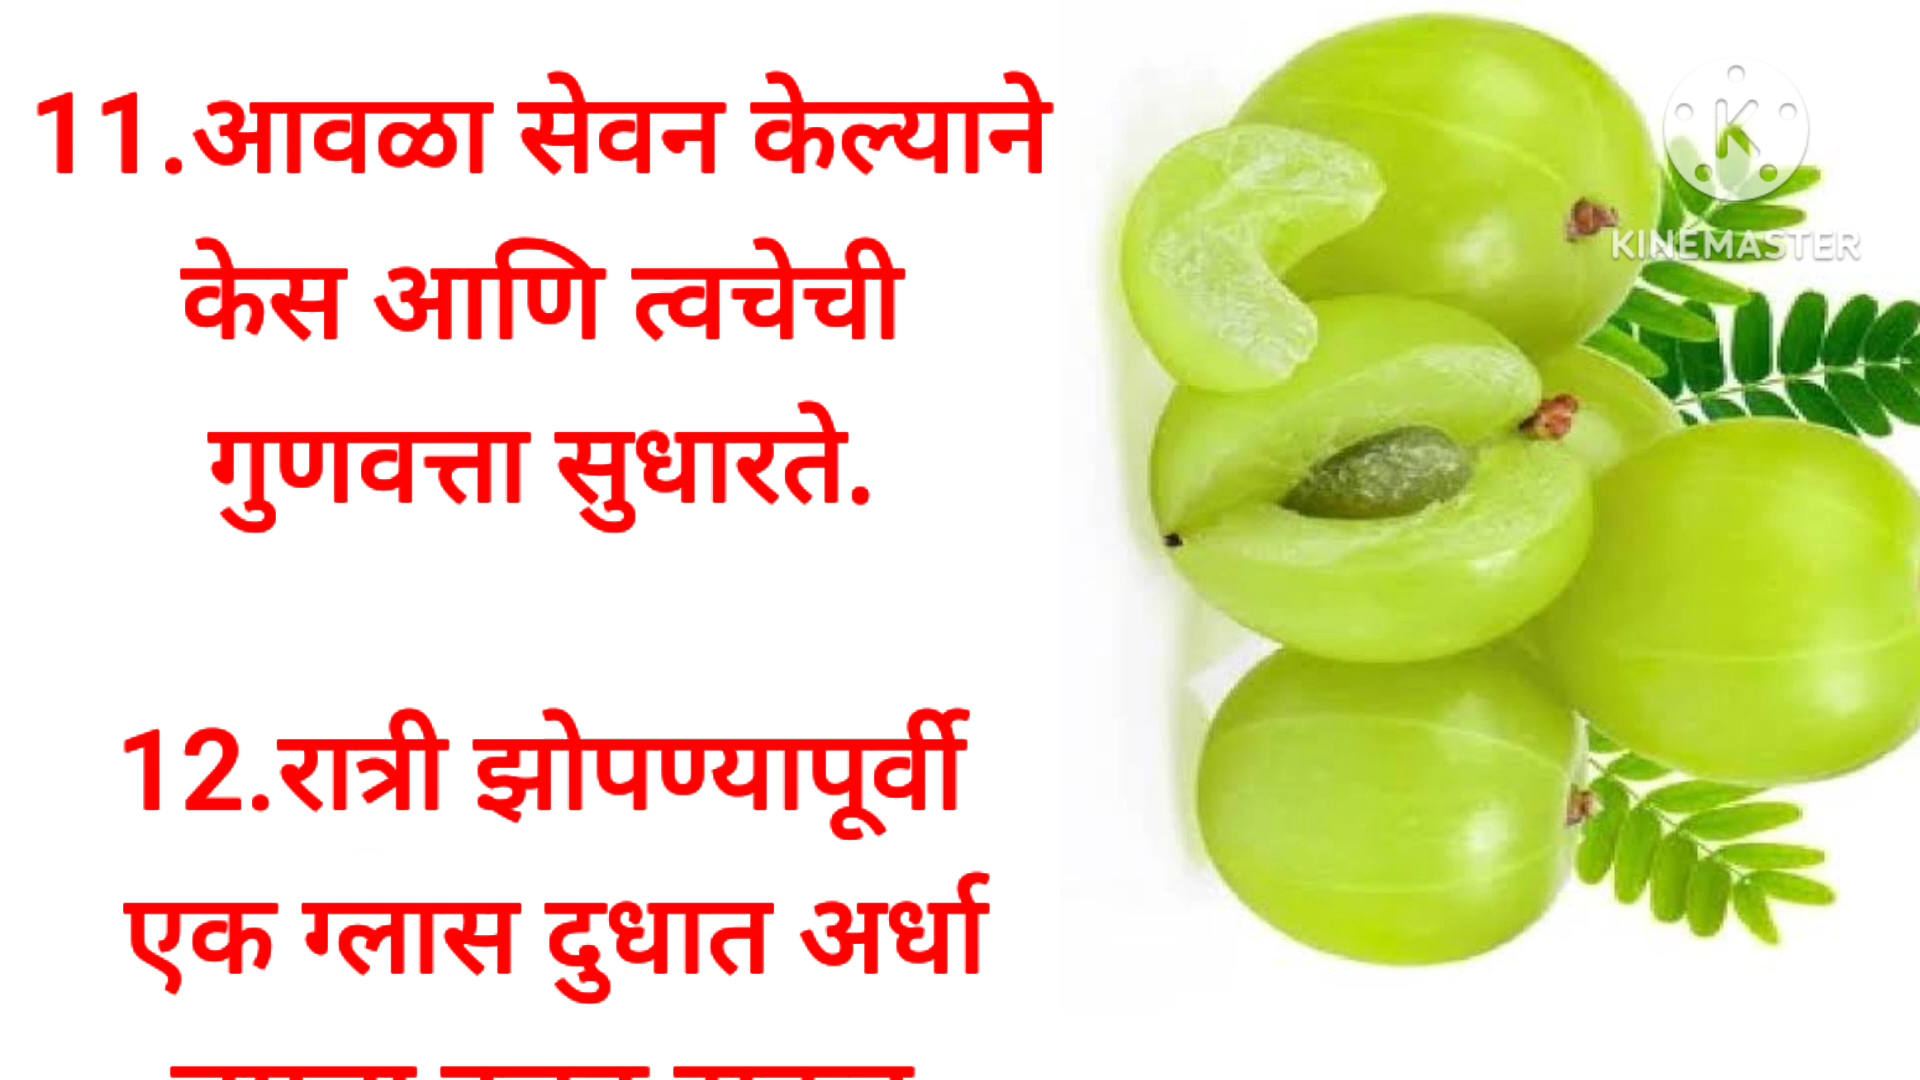 11.आवळा सेवन केल्याने
केस आणि त्वचेची
गुणवत्ता सुधारते.
12.रात्री झोपण्यापूर्वी
एक ग्लास दुधात अर्धा
KINEMASTER